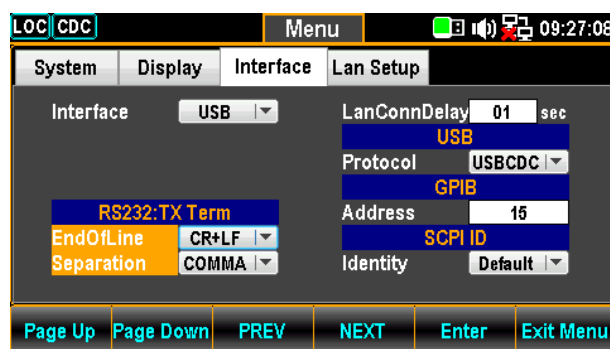 LOC CDC Menu 09:27:08
System Display Interface Lan Setup
Interface USB LanConnDelay 01 sec
USB
Protocol USBCDC
GPIB
RS232:TX Term Address 15
EndOfLine CR+LF SCPI ID
Separation COMMA Identity Default
Page Up Page Down PREV NEXT Enter Exit Menu